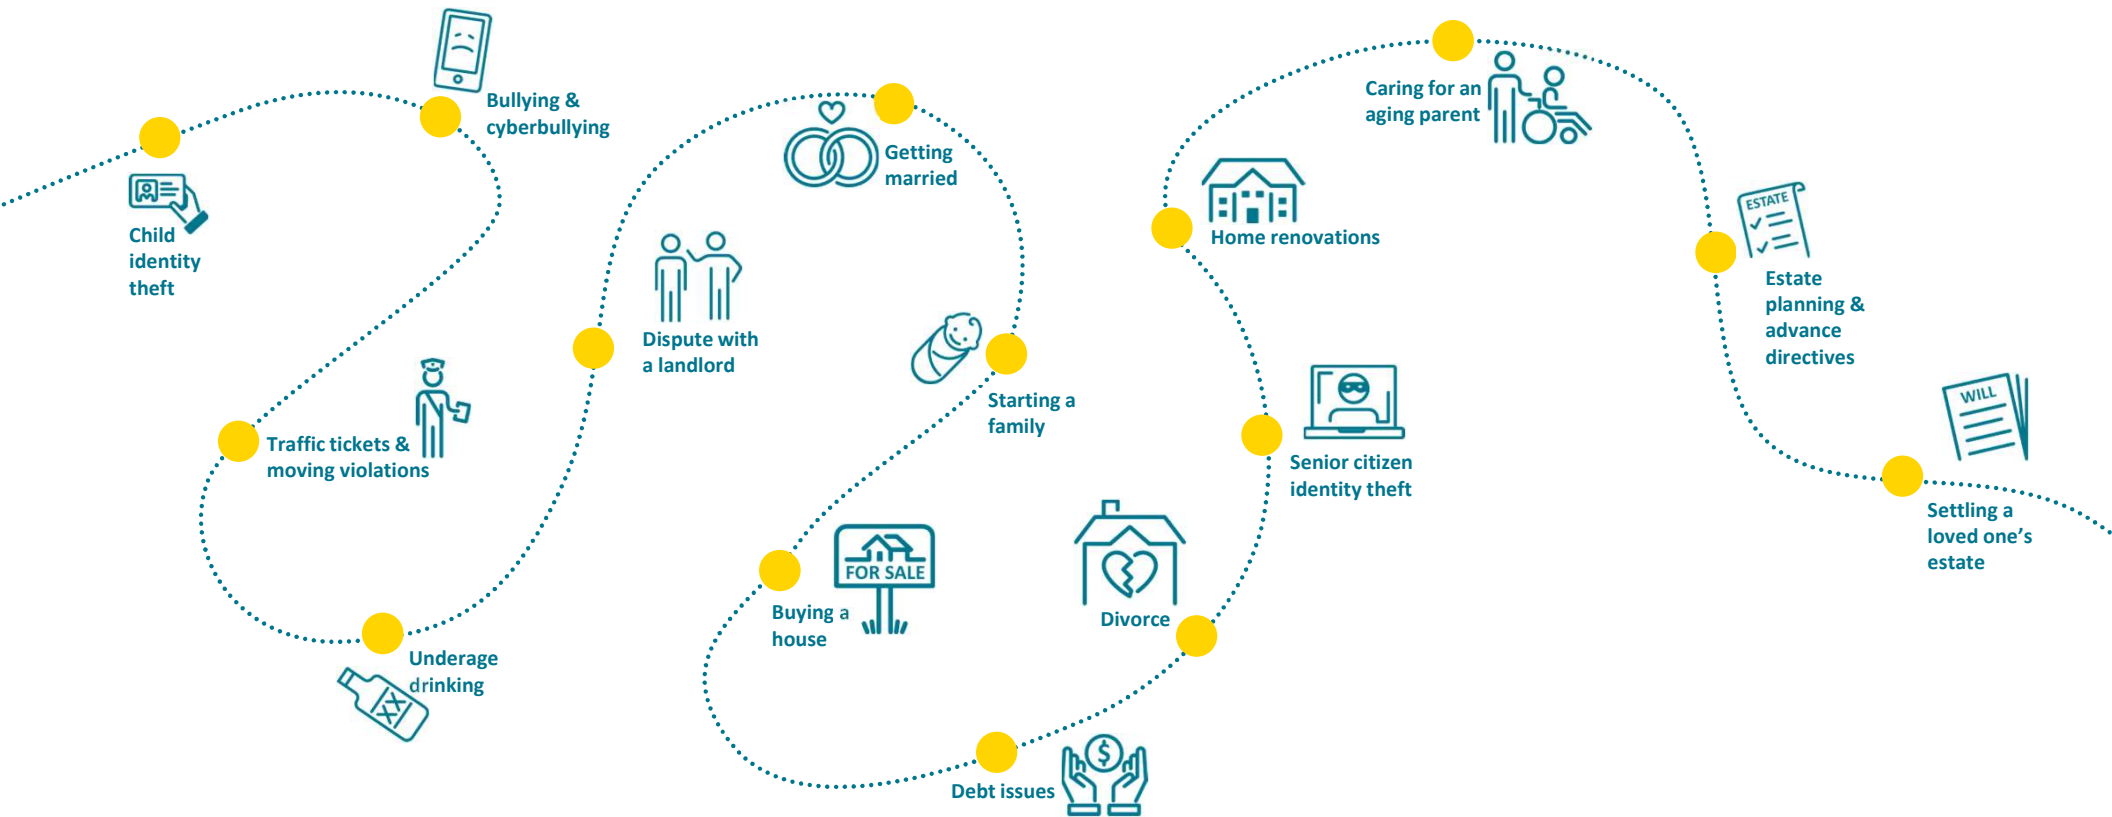 Child
identity
theft
Bullying &
cyberbullying
Traffic tickets &
moving violations
Underage
drinking
Dispute with
a landlord
Getting
married
Starting a
family
FOR SALE
Buying a
house
Debt issues
Divorce
Senior citizen
identity theft
Home renovations
Caring for an
aging parent
ESTATE
Estate
planning &
advance
directives
WILL
Settling a
loved one’s
estate